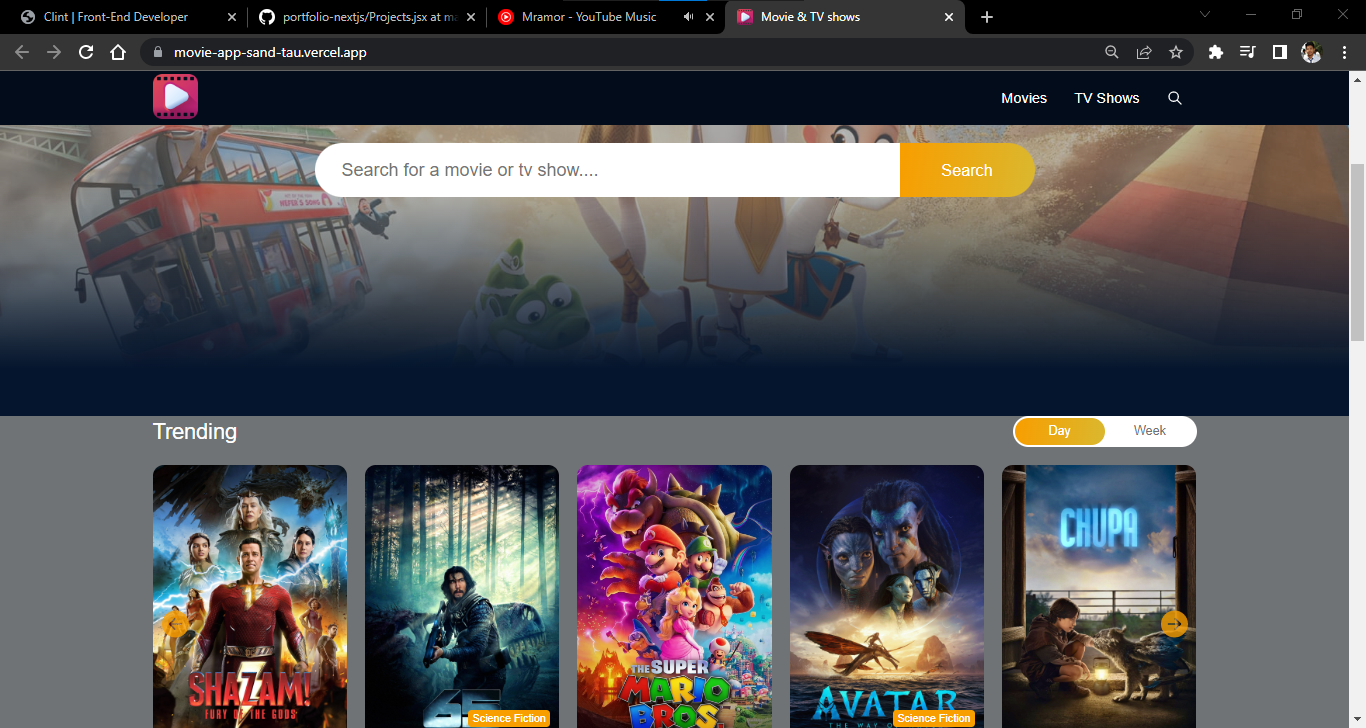 Clint | Front-End Developer
portfolio-nextjs/Projects.jsx at ma
Mramor - YouTube Music
Movie & TV shows
movie-app-sand-tau.vercel.app
Movies
TV Shows
Search for a movie or tv show....
Search
HEFER & SONS
Trending
Day
Week
SHAZAM!
FURY OF THE GODS
65
Science Fiction
THE SUPER
MARIO
BROS.
AVATAR
THE WAY OF
Science Fiction
CHUPA